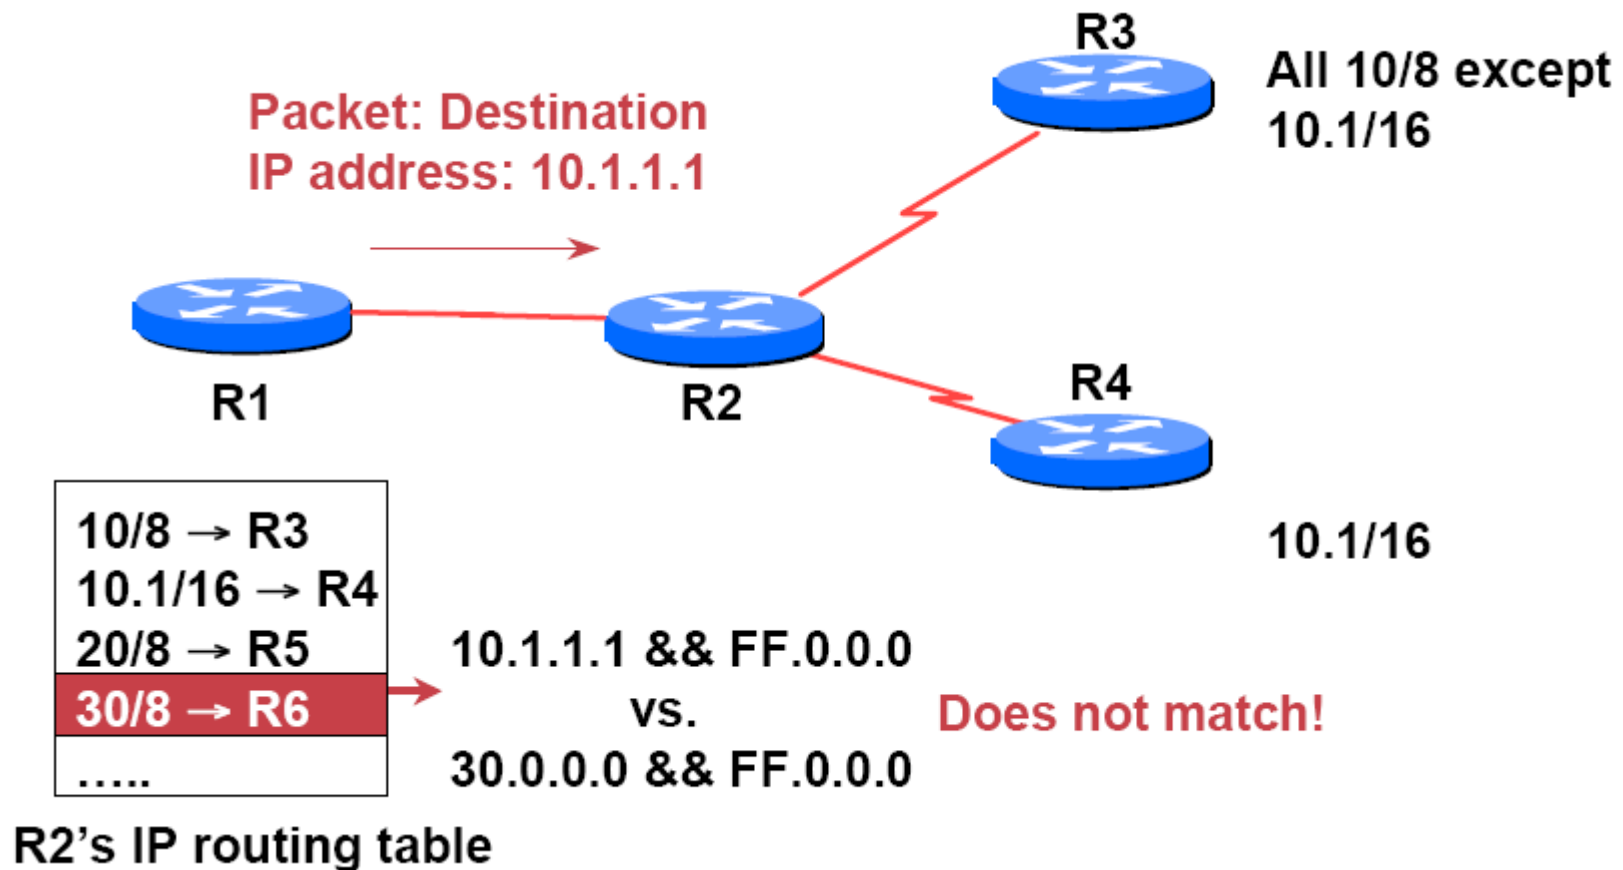 R3
All 10/8 except
10.1/16
Packet: Destination
IP address: 10.1.1.1
R1
R2
R4
10.1/16
10/8 → R3
10.1/16 → R4
20/8 → R5
30/8 → R6
.....
10.1.1.1 && FF.0.0.0
vs.
30.0.0.0 && FF.0.0.0
Does not match!
R2’s IP routing table